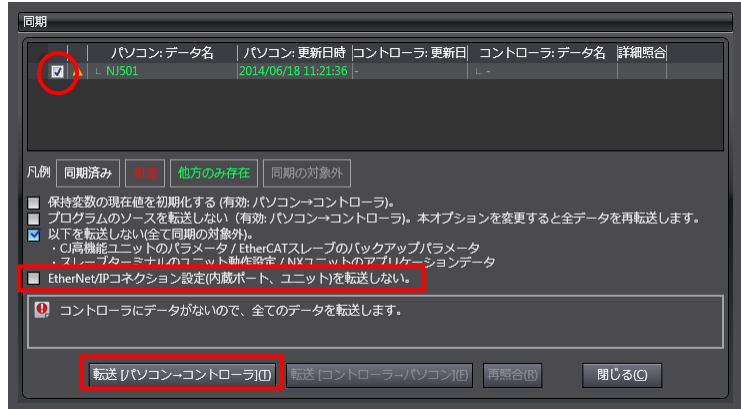 同期
パソコン: データ名 パソコン: 更新日時 コントローラ: 更新日 コントローラ: データ名 詳細照合
NJ501 2014/06/18 11:21:36 - -
凡例 同期済み 相違 他方のみ存在 同期の対象外
保持変数の現在値を初期化する (有効: パソコン→コントローラ)。
プログラムのソースを転送しない (有効: パソコン→コントローラ)。本オプションを変更すると全データを再転送します。
以下を転送しない(全て同期の対象外)。
・CJ高機能ユニットのパラメータ / EtherCATスレーブのバックアップパラメータ
・スレーブターミナルのユニット動作設定 / NXユニットのアプリケーションデータ
EtherNet/IPコネクション設定(内蔵ポート、ユニット)を転送しない。
コントローラにデータがないので、全てのデータを転送します。
転送 [パソコン→コントローラ](T) 転送 [コントローラ→パソコン](F) 再照合(R) 閉じる(C)